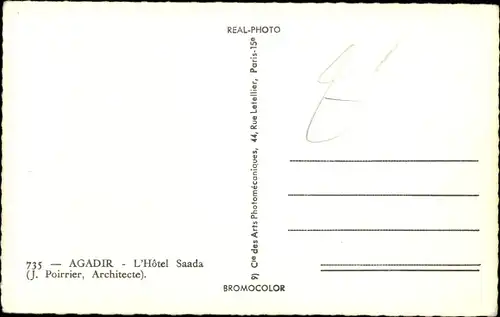 REAL-PHOTO
9) Cie des Arts Photomécaniques, 44, Rue Letellier, Paris-15e
735 — AGADIR - L'Hôtel Saada
(J. Poirrier, Architecte).
BROMOCOLOR